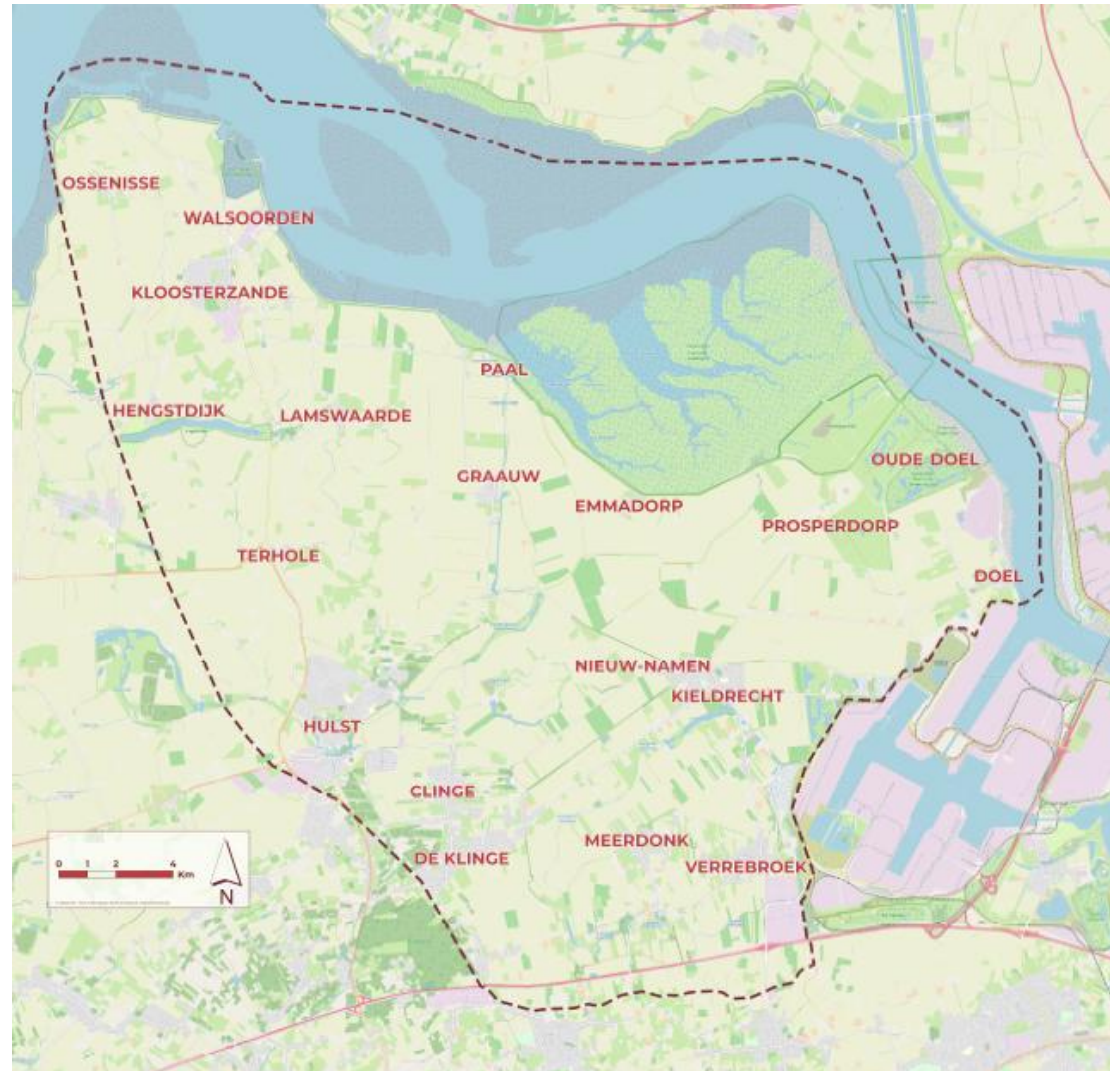 OSSENISSE
WALSOORDEN
KLOOSTERZANDE
PAAL
HENGSTDIJK
LAMSWAARDE
OUDE DOEL
GRAAUW
EMMADORP
PROSPERDORP
TERHOLE
DOEL
NIEUW-NAMEN
KIELDRECHT
HULST
CLINGE
MEERDONK
DE KLINGE
VERREBROEK
0 1 2 4
Km
N